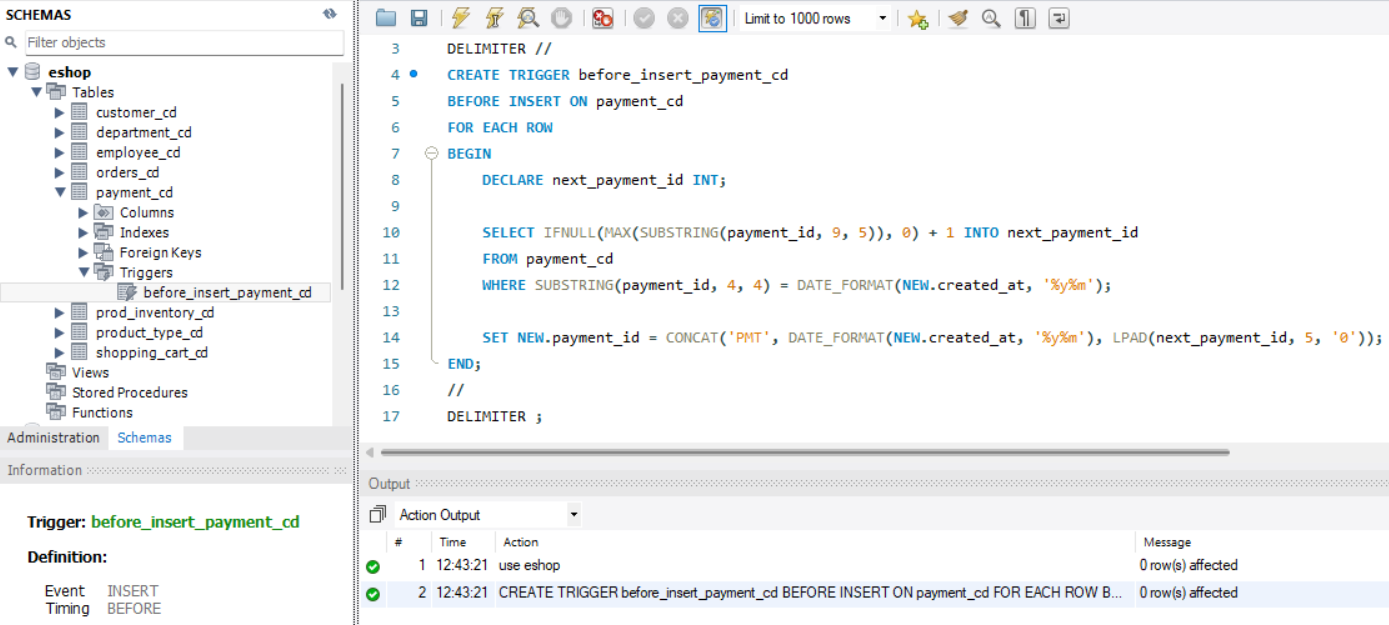 SCHEMAS
Filter objects
eshop
Tables
customer_cd
department_cd
employee_cd
orders_cd
payment_cd
Columns
Indexes
Foreign Keys
Triggers
before_insert_payment_cd
prod_inventory_cd
product_type_cd
shopping_cart_cd
Views
Stored Procedures
Functions
Administration Schemas
Information
Trigger: before_insert_payment_cd
Definition:
Event INSERT
Timing BEFORE
Limit to 1000 rows
3 DELIMITER //
4 CREATE TRIGGER before_insert_payment_cd
5 BEFORE INSERT ON payment_cd
6 FOR EACH ROW
7 BEGIN
8 DECLARE next_payment_id INT;
9
10 SELECT IFNULL(MAX(SUBSTRING(payment_id, 9, 5)), 0) + 1 INTO next_payment_id
11 FROM payment_cd
12 WHERE SUBSTRING(payment_id, 4, 4) = DATE_FORMAT(NEW.created_at, '%y%m');
13
14 SET NEW.payment_id = CONCAT('PMT', DATE_FORMAT(NEW.created_at, '%y%m'), LPAD(next_payment_id, 5, '0'));
15 END;
16 //
17 DELIMITER ;
Output
Action Output
# Time Action Message
1 12:43:21 use eshop 0 row(s) affected
2 12:43:21 CREATE TRIGGER before_insert_payment_cd BEFORE INSERT ON payment_cd FOR EACH ROW B... 0 row(s) affected